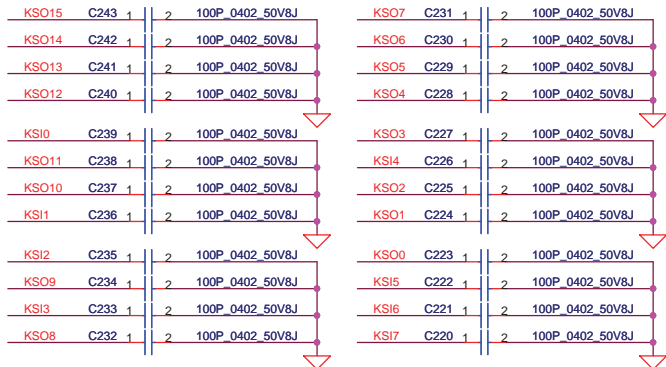 KSO15 C243 1 2 100P_0402_50V8J KSO7 C231 1 2 100P_0402_50V8J
KSO14 C242 1 2 100P_0402_50V8J KSO6 C230 1 2 100P_0402_50V8J
KSO13 C241 1 2 100P_0402_50V8J KSO5 C229 1 2 100P_0402_50V8J
KSO12 C240 1 2 100P_0402_50V8J KSO4 C228 1 2 100P_0402_50V8J
KSI0 C239 1 2 100P_0402_50V8J KSO3 C227 1 2 100P_0402_50V8J
KSO11 C238 1 2 100P_0402_50V8J KSI4 C226 1 2 100P_0402_50V8J
KSO10 C237 1 2 100P_0402_50V8J KSO2 C225 1 2 100P_0402_50V8J
KSI1 C236 1 2 100P_0402_50V8J KSO1 C224 1 2 100P_0402_50V8J
KSI2 C235 1 2 100P_0402_50V8J KSO0 C223 1 2 100P_0402_50V8J
KSO9 C234 1 2 100P_0402_50V8J KSI5 C222 1 2 100P_0402_50V8J
KSI3 C233 1 2 100P_0402_50V8J KSI6 C221 1 2 100P_0402_50V8J
KSO8 C232 1 2 100P_0402_50V8J KSI7 C220 1 2 100P_0402_50V8J